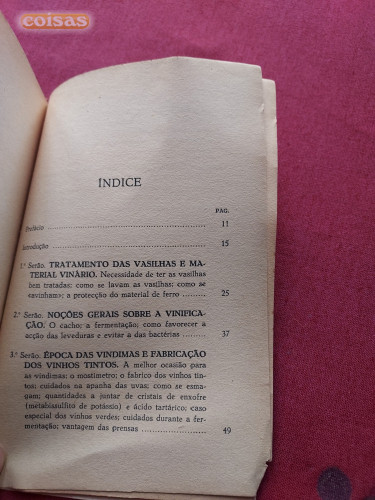 coisas
ÍNDICE
PÁG.
Prefácio 11
Introdução 15
1.º Serão. TRATAMENTO DAS VASILHAS E MA-
TERIAL VINÁRIO. Necessidade de ter as vasilhas
bem tratadas; como se lavam as vasilhas; como se
«avinham»; a protecção do material de ferro 25
2.º Serão. NOÇÕES GERAIS SOBRE A VINIFICA-
ÇÃO. O cacho; a fermentação; como favorecer a
acção das leveduras e evitar a das bactérias 37
3.º Serão. ÉPOCA DAS VINDIMAS E FABRICAÇÃO
DOS VINHOS TINTOS. A melhor ocasião para
as vindimas; o mostímetro; o fabrico dos vinhos tin-
tos; cuidados na apanha das uvas; como se esma-
gam; quantidades a juntar de cristais de enxofre
(metabissulfito de potássio) e ácido tartárico; caso
especial dos vinhos verdes; cuidados durante a fer-
mentação; vantagem das prensas 49